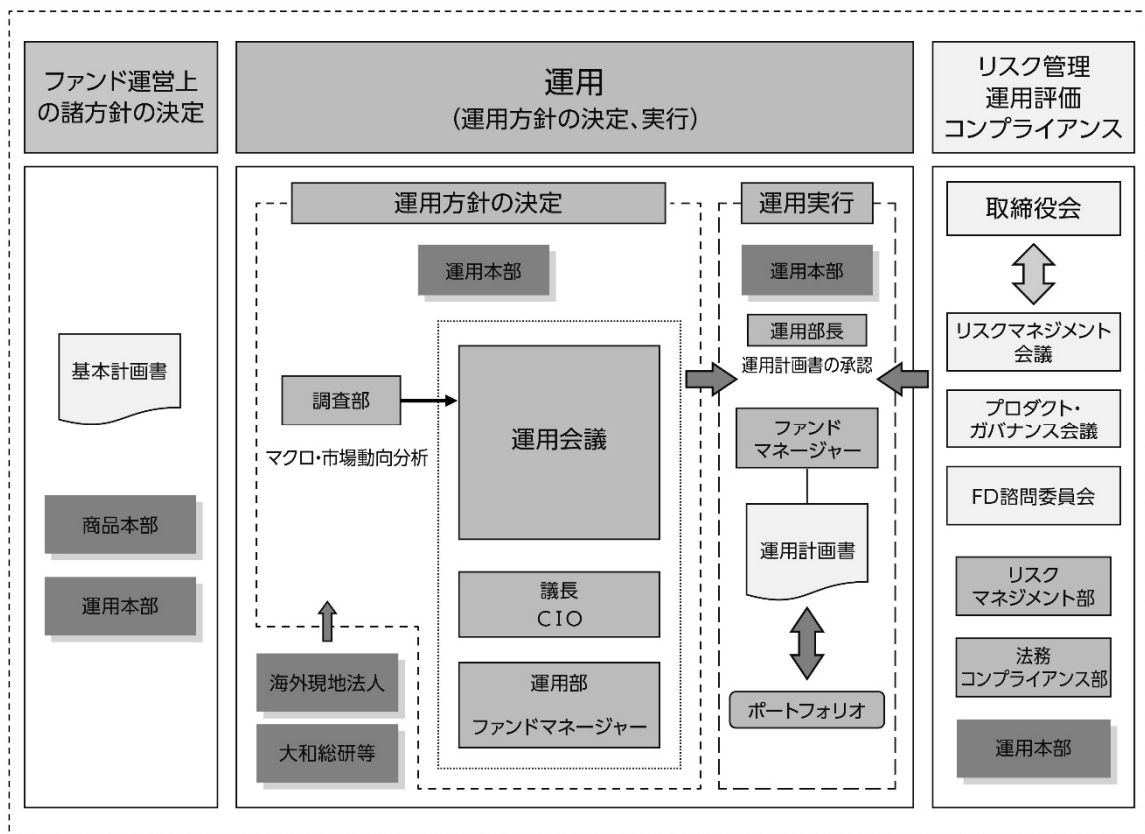 ファンド運営上
の諸方針の決定
運用
(運用方針の決定、実行)
リスク管理
運用評価
コンプライアンス
基本計画書
商品本部
運用本部
運用方針の決定
運用本部
調査部
マクロ・市場動向分析
運用会議
議長
CIO
運用部
ファンドマネージャー
海外現地法人
大和総研等
運用実行
運用本部
運用部長
運用計画書の承認
ファンド
マネージャー
運用計画書
ポートフォリオ
取締役会
リスクマネジメント
会議
プロダクト・
ガバナンス会議
FD諮問委員会
リスク
マネジメント部
法務
コンプライアンス部
運用本部